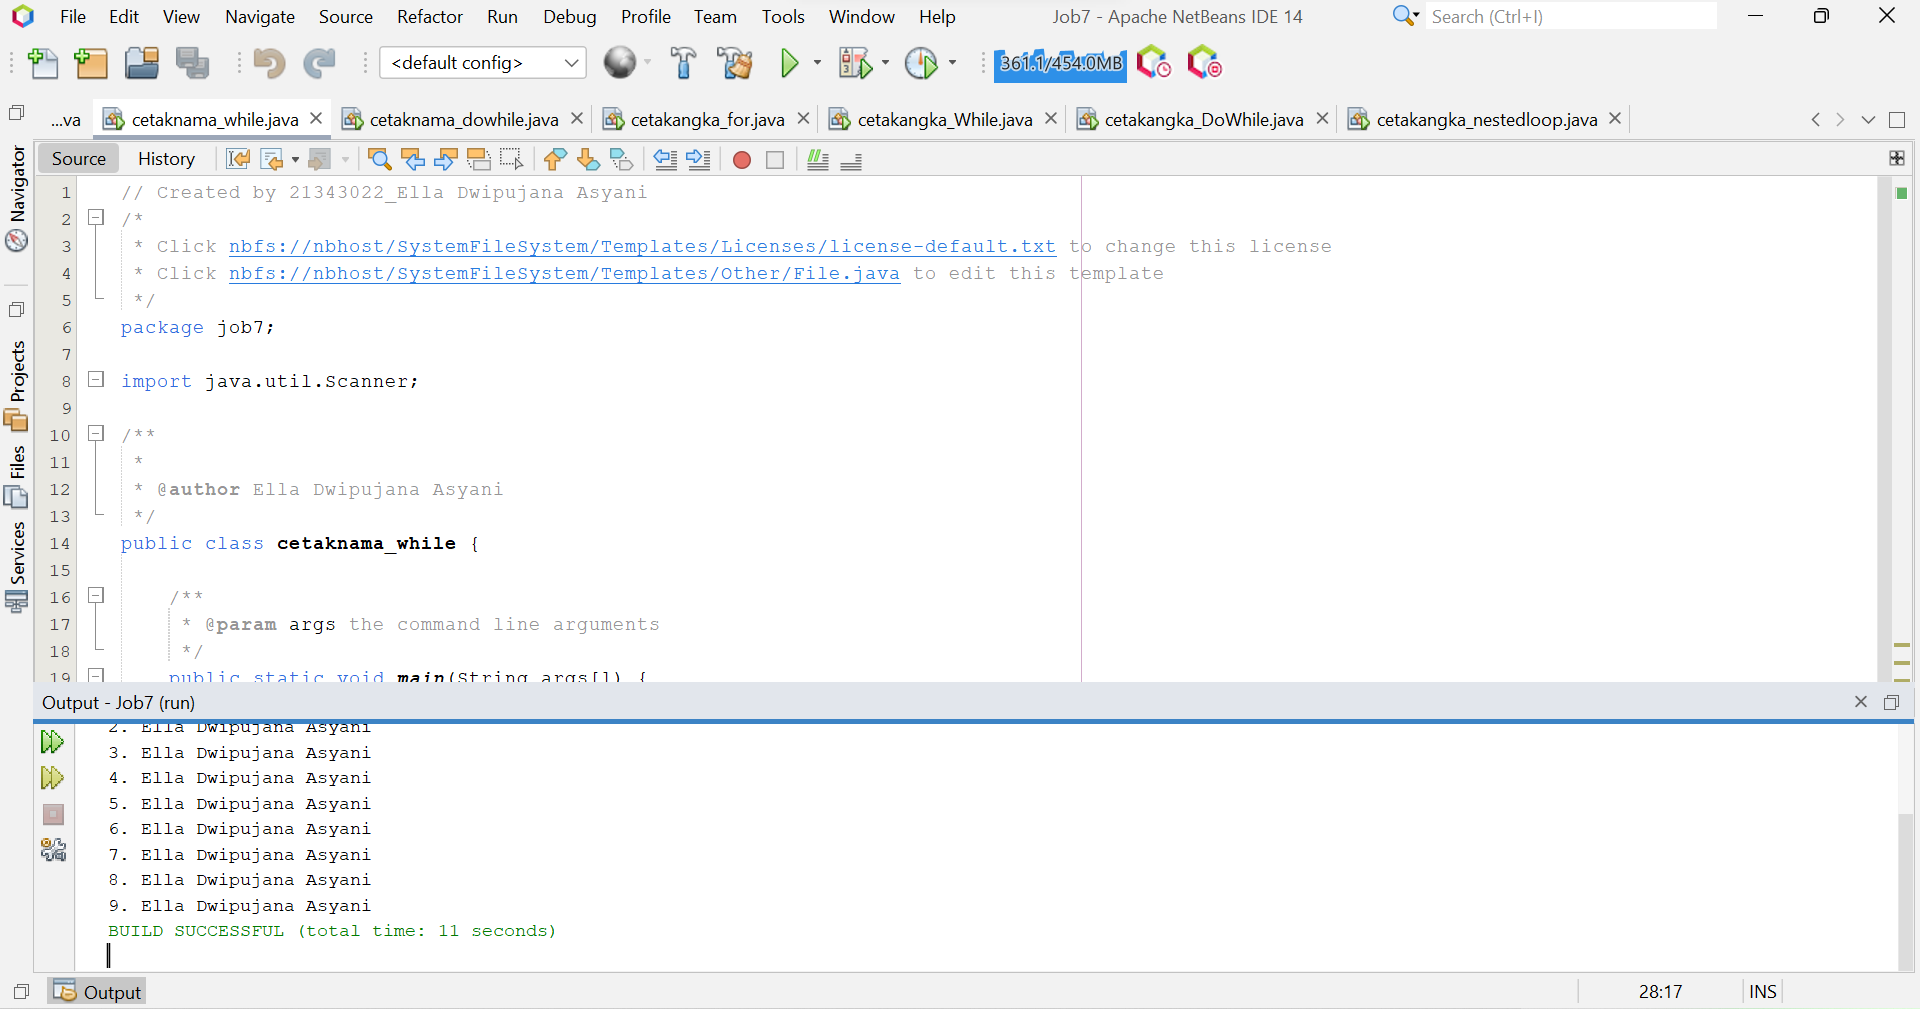 File Edit View Navigate Source Refactor Run Debug Profile Team Tools Window Help Job7 - Apache NetBeans IDE 14 Search (Ctrl+I)
<default config> 361.1/454.0MB
...va cetaknama_while.java cetaknama_dowhile.java cetakangka_for.java cetakangka_While.java cetakangka_DoWhile.java cetakangka_nestedloop.java
Source History
Navigator
Projects
Files
Services
1 // Created by 21343022_Ella Dwipujana Asyani
2 /*
3 * Click nbfs://nbhost/SystemFileSystem/Templates/Licenses/license-default.txt to change this license
4 * Click nbfs://nbhost/SystemFileSystem/Templates/Other/File.java to edit this template
5 */
6 package job7;
7
8 import java.util.Scanner;
9
10 /**
11 *
12 * @author Ella Dwipujana Asyani
13 */
14 public class cetaknama_while {
15
16 /**
17 * @param args the command line arguments
18 */
19 public static void main(String args[]) {
Output - Job7 (run)
2. Ella Dwipujana Asyani
3. Ella Dwipujana Asyani
4. Ella Dwipujana Asyani
5. Ella Dwipujana Asyani
6. Ella Dwipujana Asyani
7. Ella Dwipujana Asyani
8. Ella Dwipujana Asyani
9. Ella Dwipujana Asyani
BUILD SUCCESSFUL (total time: 11 seconds)
Output 28:17 INS